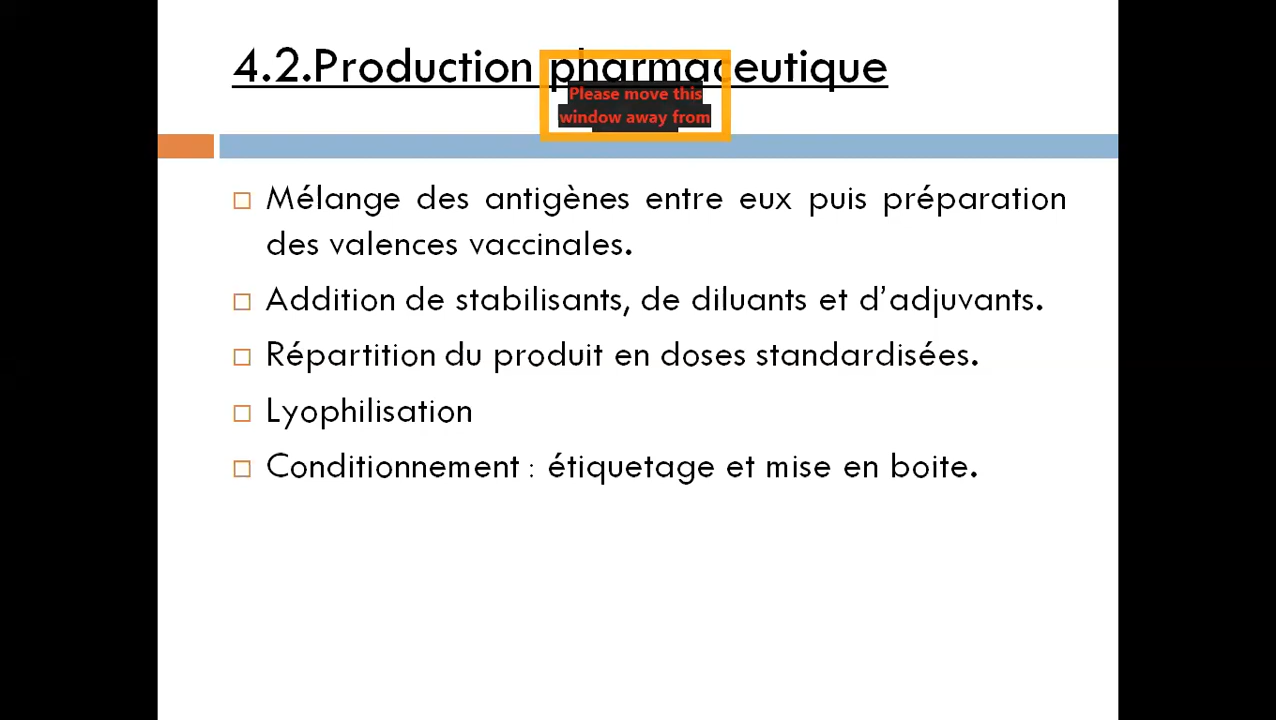 4.2.Production pharmaceutique
Please move this
window away from
Mélange des antigènes entre eux puis préparation
des valences vaccinales.
Addition de stabilisants, de diluants et d’adjuvants.
Répartition du produit en doses standardisées.
Lyophilisation
Conditionnement : étiquetage et mise en boite.